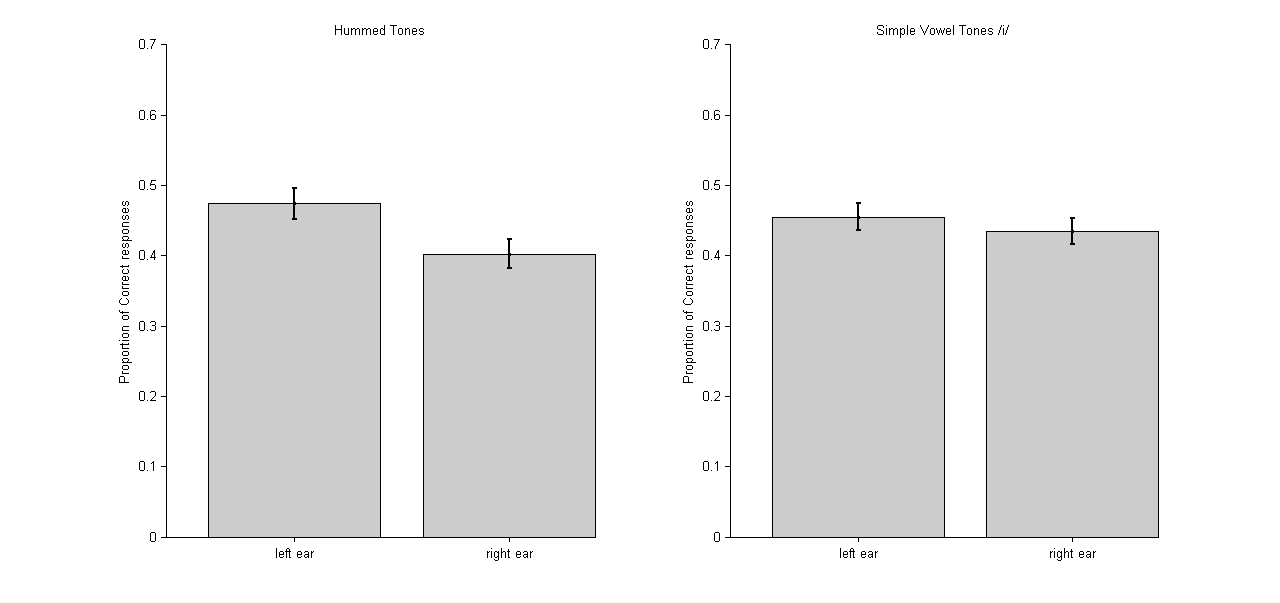 Hummed Tones
0.7
0.6
0.5
0.4
0.3
0.2
0.1
0
Proportion of Correct responses
left ear
right ear
Simple Vowel Tones /i/
0.7
0.6
0.5
0.4
0.3
0.2
0.1
0
Proportion of Correct responses
left ear
right ear